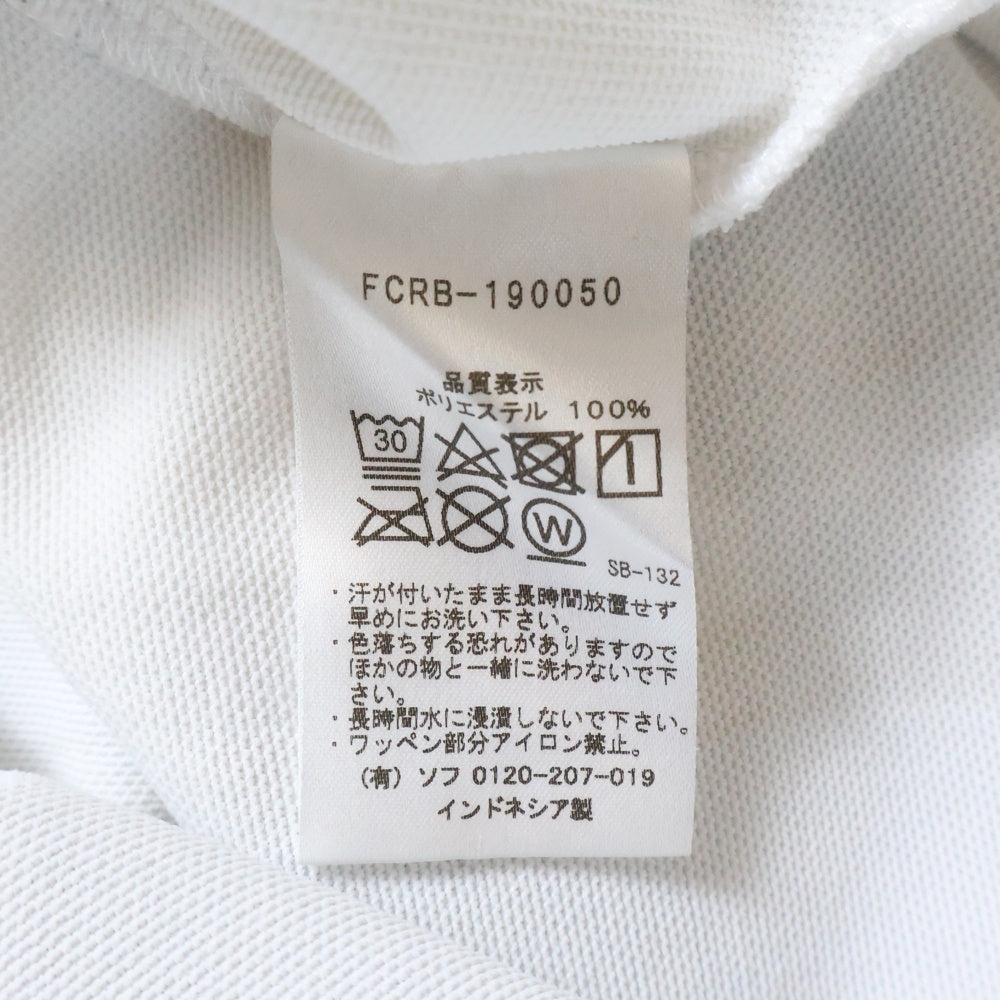 FCRB-190050
品質表示
ポリエステル 100%
30
W
SB-132
・汗が付いたまま長時間放置せず
早めにお洗い下さい。
・色落ちする恐れがありますので
ほかの物と一緒に洗わないで下
さい。
・長時間水に浸漬しないで下さい。
・ワッペン部分アイロン禁止。
(有) ソフ 0120-207-019
インドネシア製